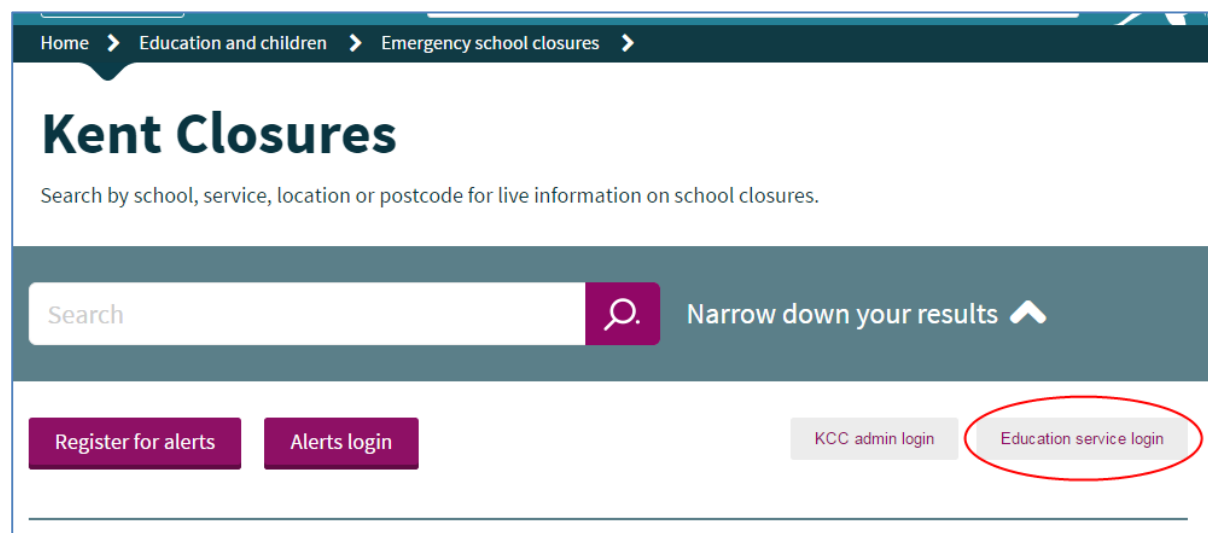 Home Education and children Emergency school closures
Kent Closures
Search by school, service, location or postcode for live information on school closures.
Search
Narrow down your results
Register for alerts Alerts login KCC admin login Education service login